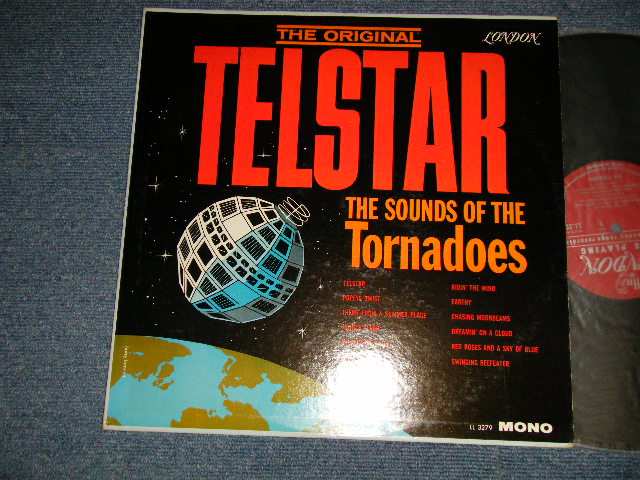 THE ORIGINAL
LONDON
TELSTAR
THE SOUNDS OF THE
Tornadoes
TELSTAR
POPEYE TWIST
THEME FROM A SUMMER PLACE
RIDIN' THE WIND
EARTHY
CHASING MOONBEAMS
DREAMIN' ON A CLOUD
RED ROSES AND A SKY OF BLUE
SWINGING BEEFEATER
LL 3279 MONO
PLAYING